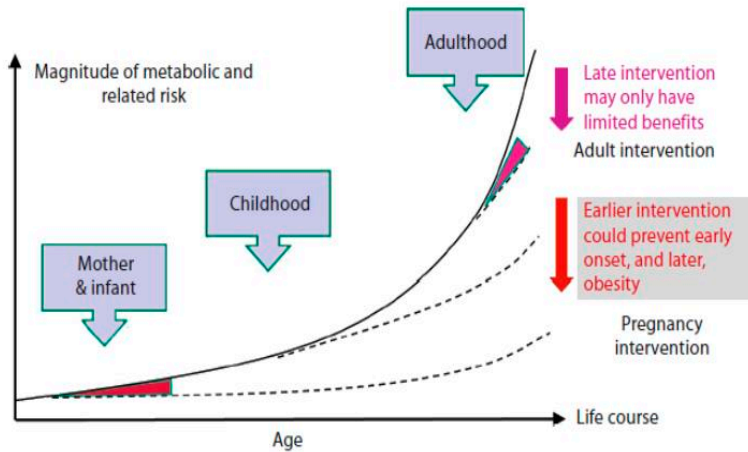 Magnitude of metabolic and
related risk
Mother
& infant
Childhood
Adulthood
Late intervention
may only have
limited benefits
Adult intervention
Earlier intervention
could prevent early
onset, and later,
obesity
Pregnancy
intervention
Life course
Age